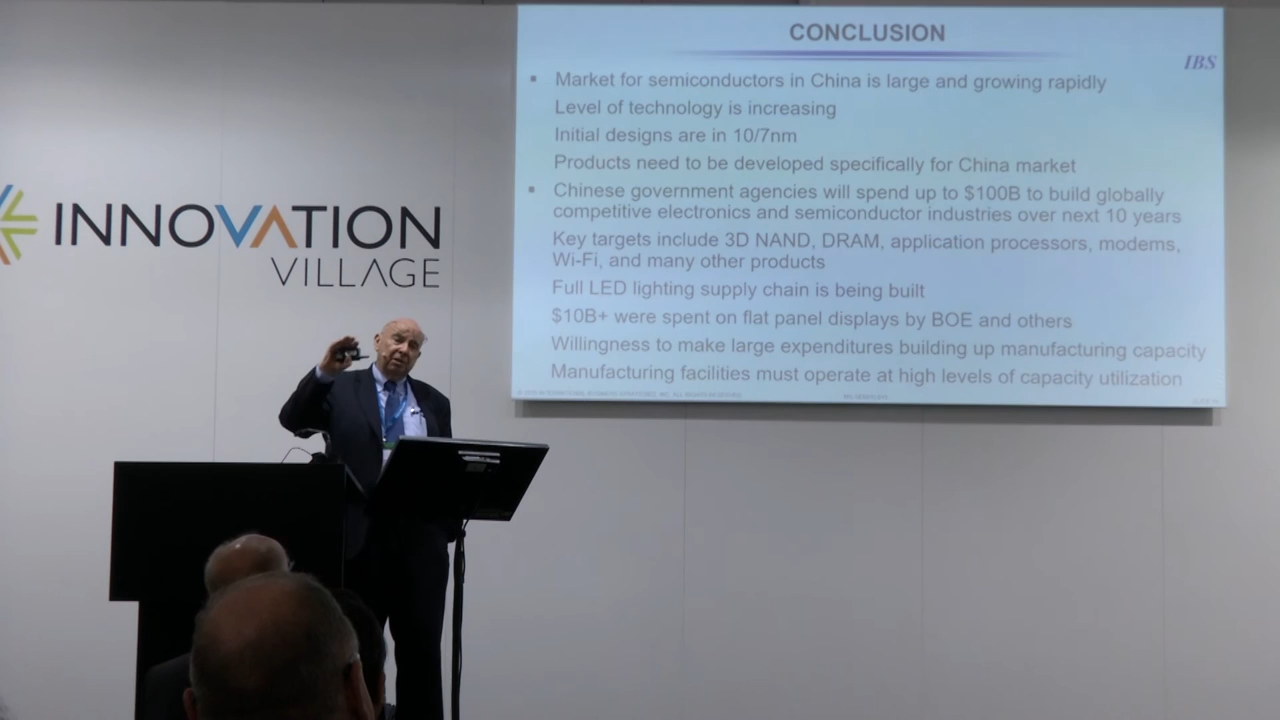 INNOVATION
VILLAGE
CONCLUSION
IBS
▪ Market for semiconductors in China is large and growing rapidly
Level of technology is increasing
Initial designs are in 10/7nm
Products need to be developed specifically for China market
▪ Chinese government agencies will spend up to $100B to build globally
competitive electronics and semiconductor industries over next 10 years
Key targets include 3D NAND, DRAM, application processors, modems,
Wi-Fi, and many other products
Full LED lighting supply chain is being built
$10B+ were spent on flat panel displays by BOE and others
Willingness to make large expenditures building up manufacturing capacity
Manufacturing facilities must operate at high levels of capacity utilization